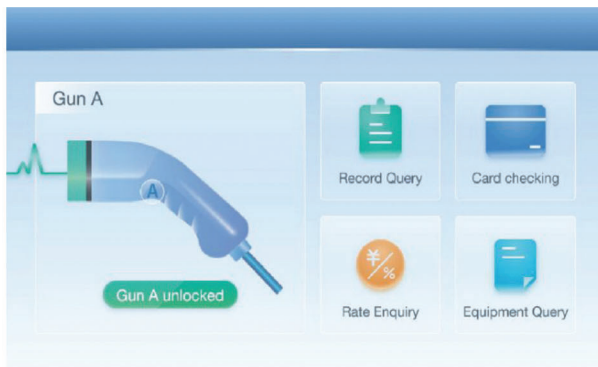 Gun A
A
Gun A unlocked
Record Query
Card checking
¥/%
Rate Enquiry
Equipment Query